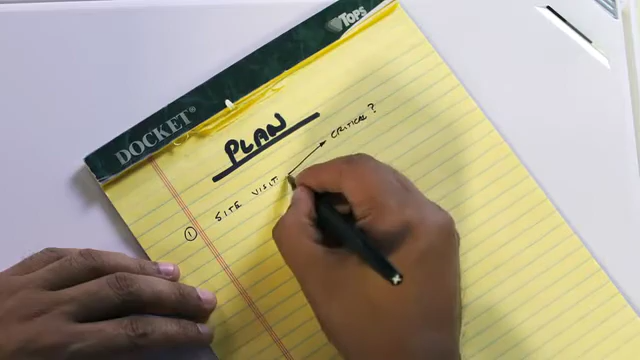 TOPS
DOCKET®
PLAN
CRITICAL?
① SITE VISIT